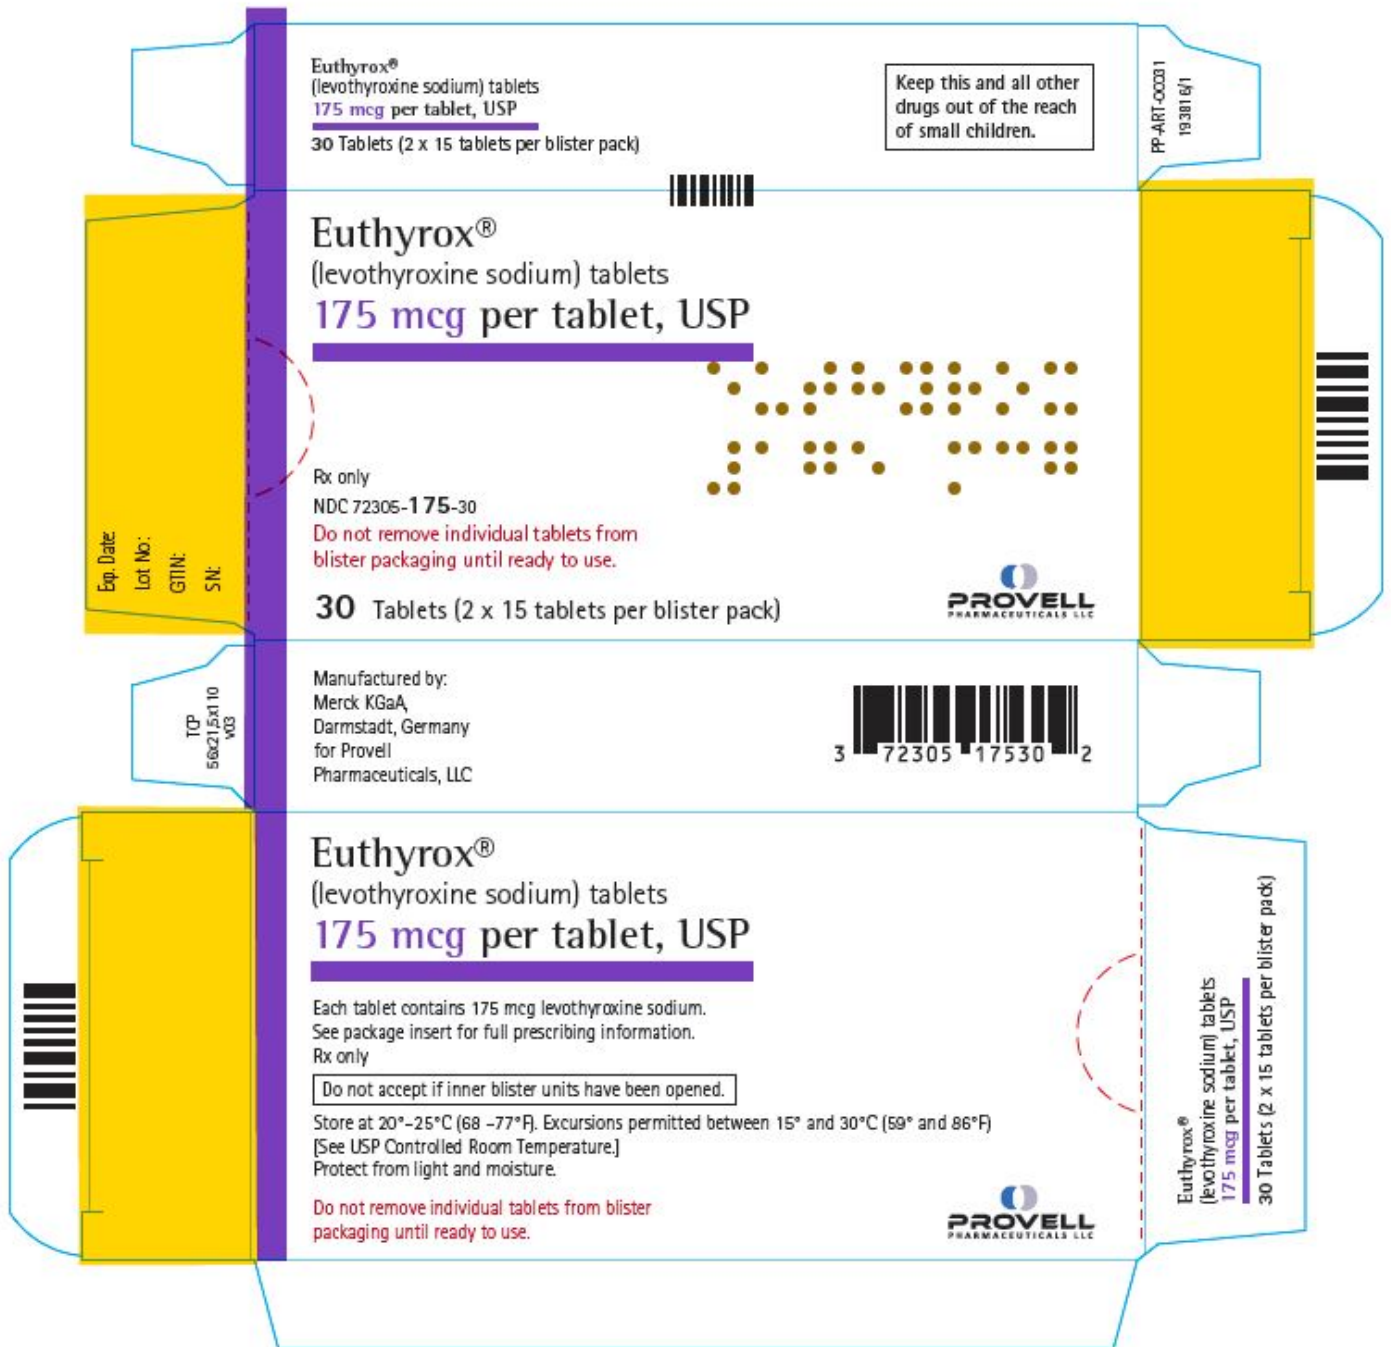 Euthyrox®
(levothyroxine sodium) tablets
175 mcg per tablet, USP
30 Tablets (2 x 15 tablets per blister pack)
Keep this and all other
drugs out of the reach
of small children.
PP-ART-00031
193816/1
Euthyrox®
(levothyroxine sodium) tablets
175 mcg per tablet, USP
Rx only
NDC 72305-175-30
Do not remove individual tablets from
blister packaging until ready to use.
30 Tablets (2 x 15 tablets per blister pack)
PROVELL
PHARMACEUTICALS LLC
Exp. Date:
Lot No:
GTIN:
SN:
TCP
56x21,5x110
v03
Manufactured by:
Merck KGaA,
Darmstadt, Germany
for Provell
Pharmaceuticals, LLC
3 72305 17530 2
Euthyrox®
(levothyroxine sodium) tablets
175 mcg per tablet, USP
Each tablet contains 175 mcg levothyroxine sodium.
See package insert for full prescribing information.
Rx only
Do not accept if inner blister units have been opened.
Store at 20°-25°C (68 -77°F). Excursions permitted between 15° and 30°C (59° and 86°F)
[See USP Controlled Room Temperature.]
Protect from light and moisture.
Do not remove individual tablets from blister
packaging until ready to use.
PROVELL
PHARMACEUTICALS LLC
Euthyrox®
(levothyroxine sodium) tablets
175 mcg per tablet, USP
30 Tablets (2 x 15 tablets per blister pack)